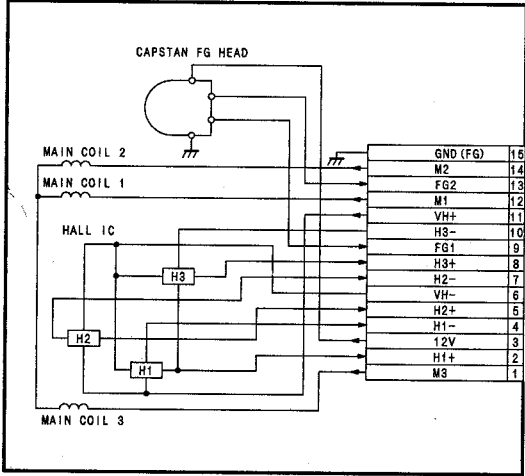 CAPSTAN FG HEAD
MAIN COIL 2
MAIN COIL 1
HALL IC
H3
H2
H1
MAIN COIL 3
GND (FG) 15
M2 14
FG2 13
M1 12
VH+ 11
H3- 10
FG1 9
H3+ 8
H2- 7
VH- 6
H2+ 5
H1- 4
12V 3
H1+ 2
M3 1